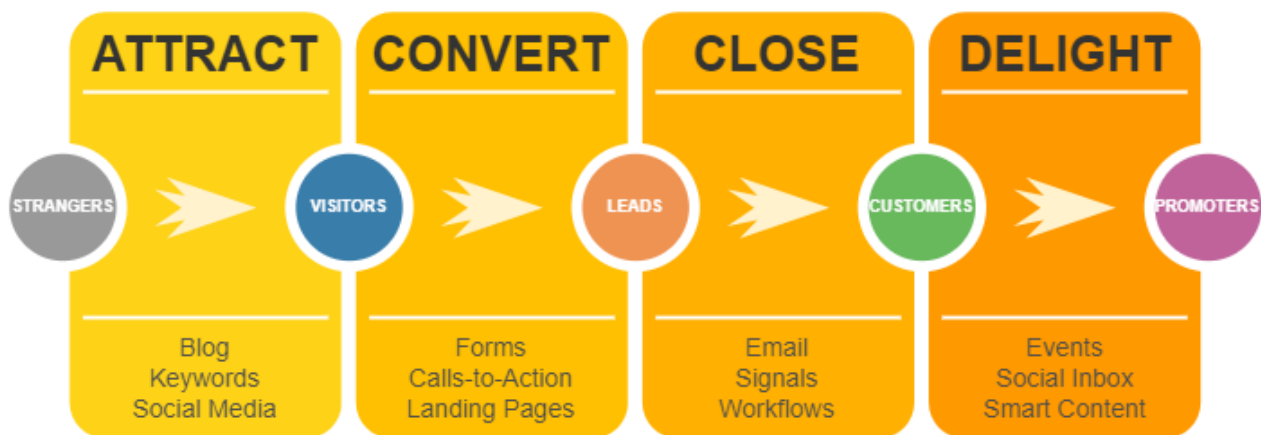 ATTRACT
CONVERT
CLOSE
DELIGHT
STRANGERS
VISITORS
LEADS
CUSTOMERS
PROMOTERS
Blog
Keywords
Social Media
Forms
Calls-to-Action
Landing Pages
Email
Signals
Workflows
Events
Social Inbox
Smart Content